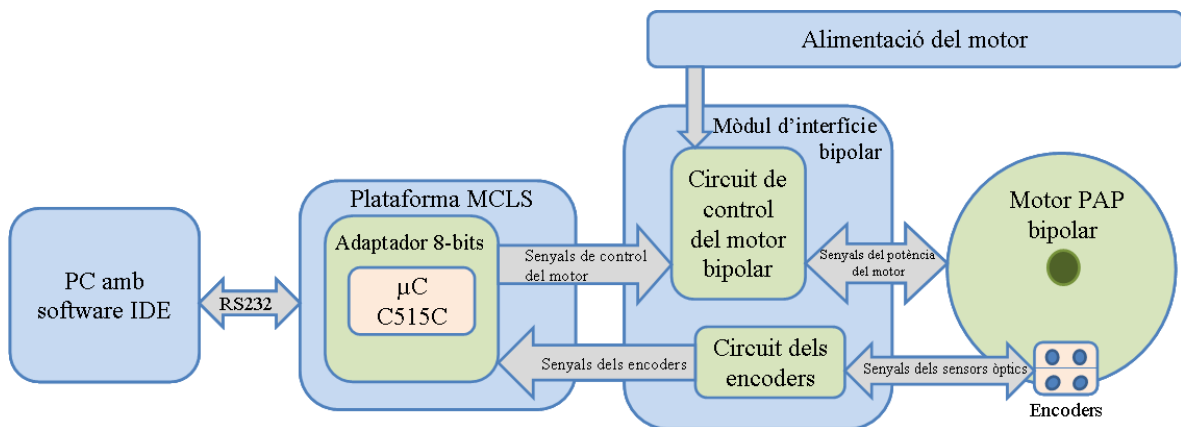 Alimentació del motor
Mòdul d'interfície
bipolar
Circuit de
control
del motor
bipolar
Plataforma MCLS
Adaptador 8-bits
µC
C515C
PC amb
software IDE
RS232
Senyals de control
del motor
Senyals del potència
del motor
Motor PAP
bipolar
Senyals dels encoders
Circuit dels
encoders
Senyals dels sensors òptics
Encoders